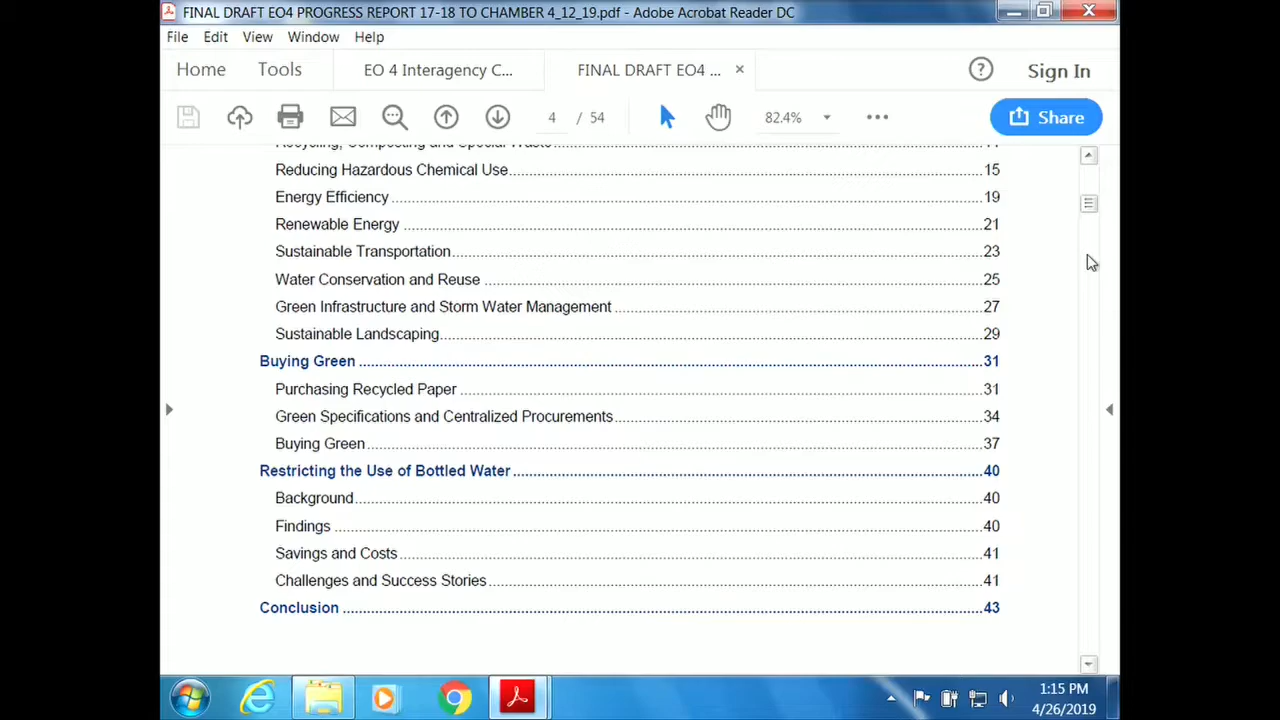 FINAL DRAFT EO4 PROGRESS REPORT 17-18 TO CHAMBER 4_12_19.pdf - Adobe Acrobat Reader DC
File Edit View Window Help
Home Tools EO 4 Interagency C... FINAL DRAFT EO4 ... × ? Sign In
4 / 54 82.4% Share
Recycling, Composting and Special Waste
Reducing Hazardous Chemical Use 15
Energy Efficiency 19
Renewable Energy 21
Sustainable Transportation 23
Water Conservation and Reuse 25
Green Infrastructure and Storm Water Management 27
Sustainable Landscaping 29
Buying Green 31
Purchasing Recycled Paper 31
Green Specifications and Centralized Procurements 34
Buying Green 37
Restricting the Use of Bottled Water 40
Background 40
Findings 40
Savings and Costs 41
Challenges and Success Stories 41
Conclusion 43
1:15 PM
4/26/2019